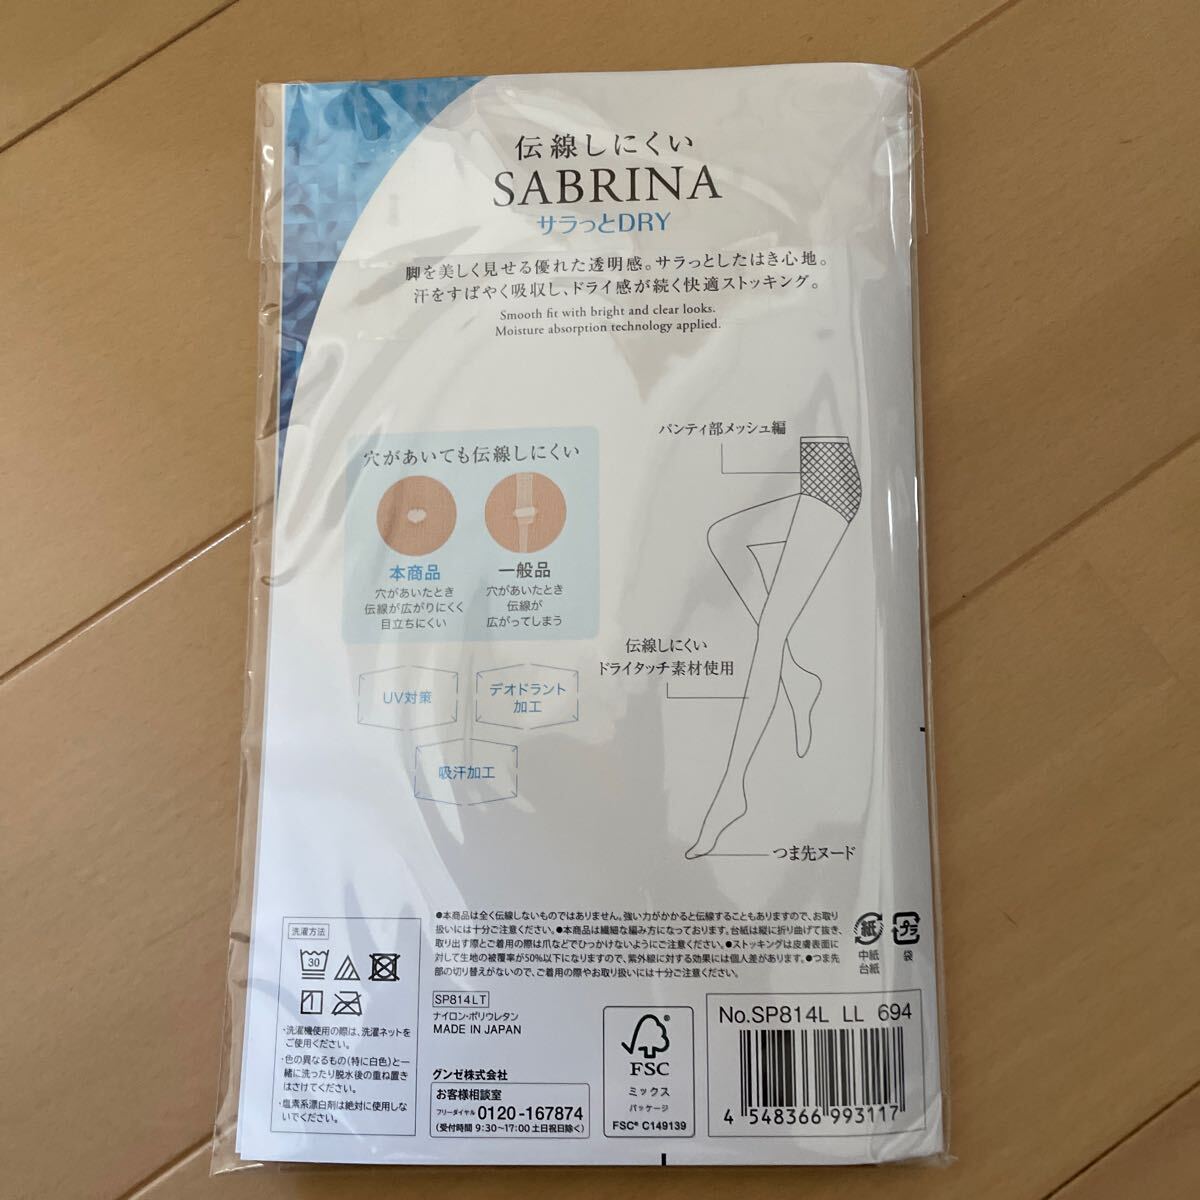 伝線しにくい
SABRINA
サラっとDRY
脚を美しく見せる優れた透明感。サラっとしたはき心地。
汗をすばやく吸収し、ドライ感が続く快適ストッキング。
Smooth fit with bright and clear looks.
Moisture absorption technology applied.
穴があいても伝線しにくい
本商品
穴があいたとき
伝線が広がりにくく
目立ちにくい
一般品
穴があいたとき
伝線が
広がってしまう
パンティ部メッシュ編
伝線しにくい
ドライタッチ素材使用
つま先ヌード
UV対策
デオドラント
加工
吸汗加工
●本商品は全く伝線しないものではありません。強い力がかかると伝線することもありますので、お取り
扱いには十分ご注意ください。●本商品は繊細な編み方になっております。台紙は縦に折り曲げて抜き、
取り出す際とご着用の際は爪などでひっかけないようにご注意ください。●ストッキングは皮膚表面に
対して生地の被覆率が50%以下になりますので、紫外線に対する効果には個人差があります。●つま先
部の切り替えがないので、ご着用の際やお取り扱いには十分ご注意ください。
紙
中紙
台紙
プラ
袋
洗濯方法
30
・洗濯機使用の際は、洗濯ネットを
ご使用ください。
・色の異なるもの(特に白色)と一
緒に洗ったり脱水後の重ね置き
はさけてください。
・塩素系漂白剤は絶対に使用しな
いでください。
SP814LT
ナイロン・ポリウレタン
MADE IN JAPAN
グンゼ株式会社
お客様相談室
フリーダイヤル 0120-167874
(受付時間 9:30～17:00 土日祝日除く)
FSC
ミックス
パッケージ
FSC® C149139
No.SP814L LL 694
4 548366 993117